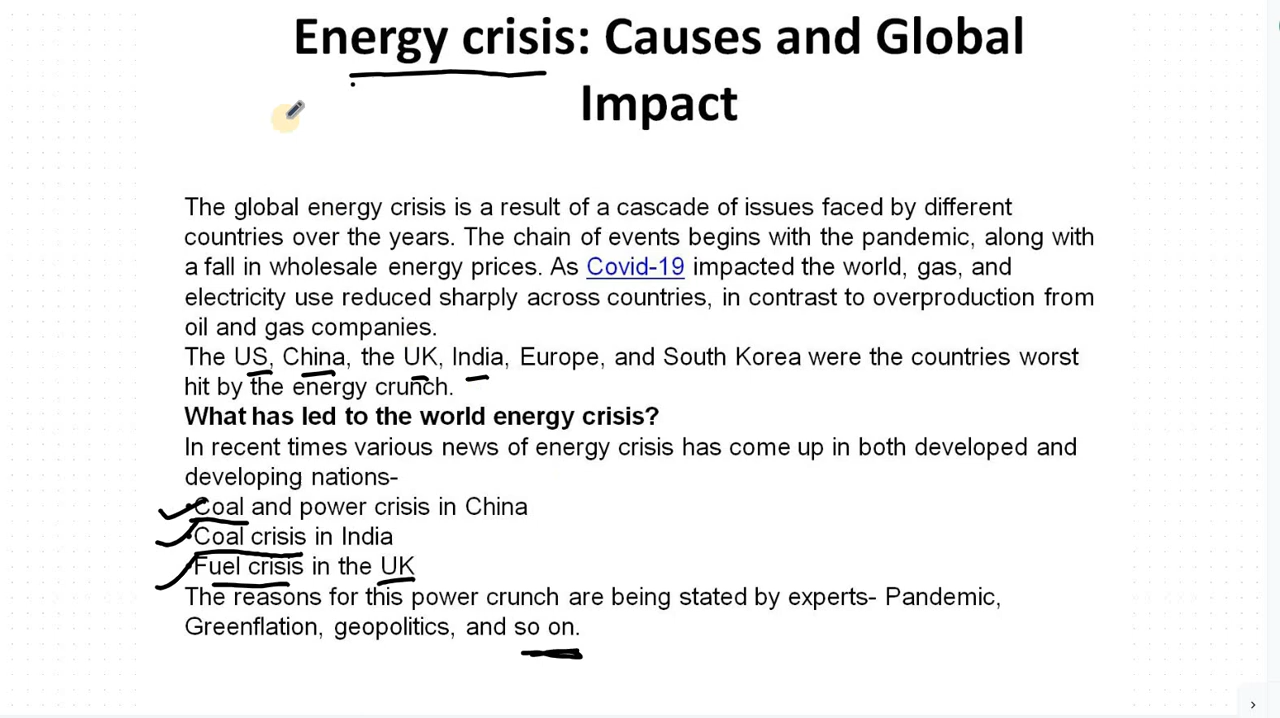 Energy crisis: Causes and Global
Impact
The global energy crisis is a result of a cascade of issues faced by different
countries over the years. The chain of events begins with the pandemic, along with
a fall in wholesale energy prices. As Covid-19 impacted the world, gas, and
electricity use reduced sharply across countries, in contrast to overproduction from
oil and gas companies.
The US, China, the UK, India, Europe, and South Korea were the countries worst
hit by the energy crunch.
What has led to the world energy crisis?
In recent times various news of energy crisis has come up in both developed and
developing nations-
•Coal and power crisis in China
•Coal crisis in India
•Fuel crisis in the UK
The reasons for this power crunch are being stated by experts- Pandemic,
Greenflation, geopolitics, and so on.